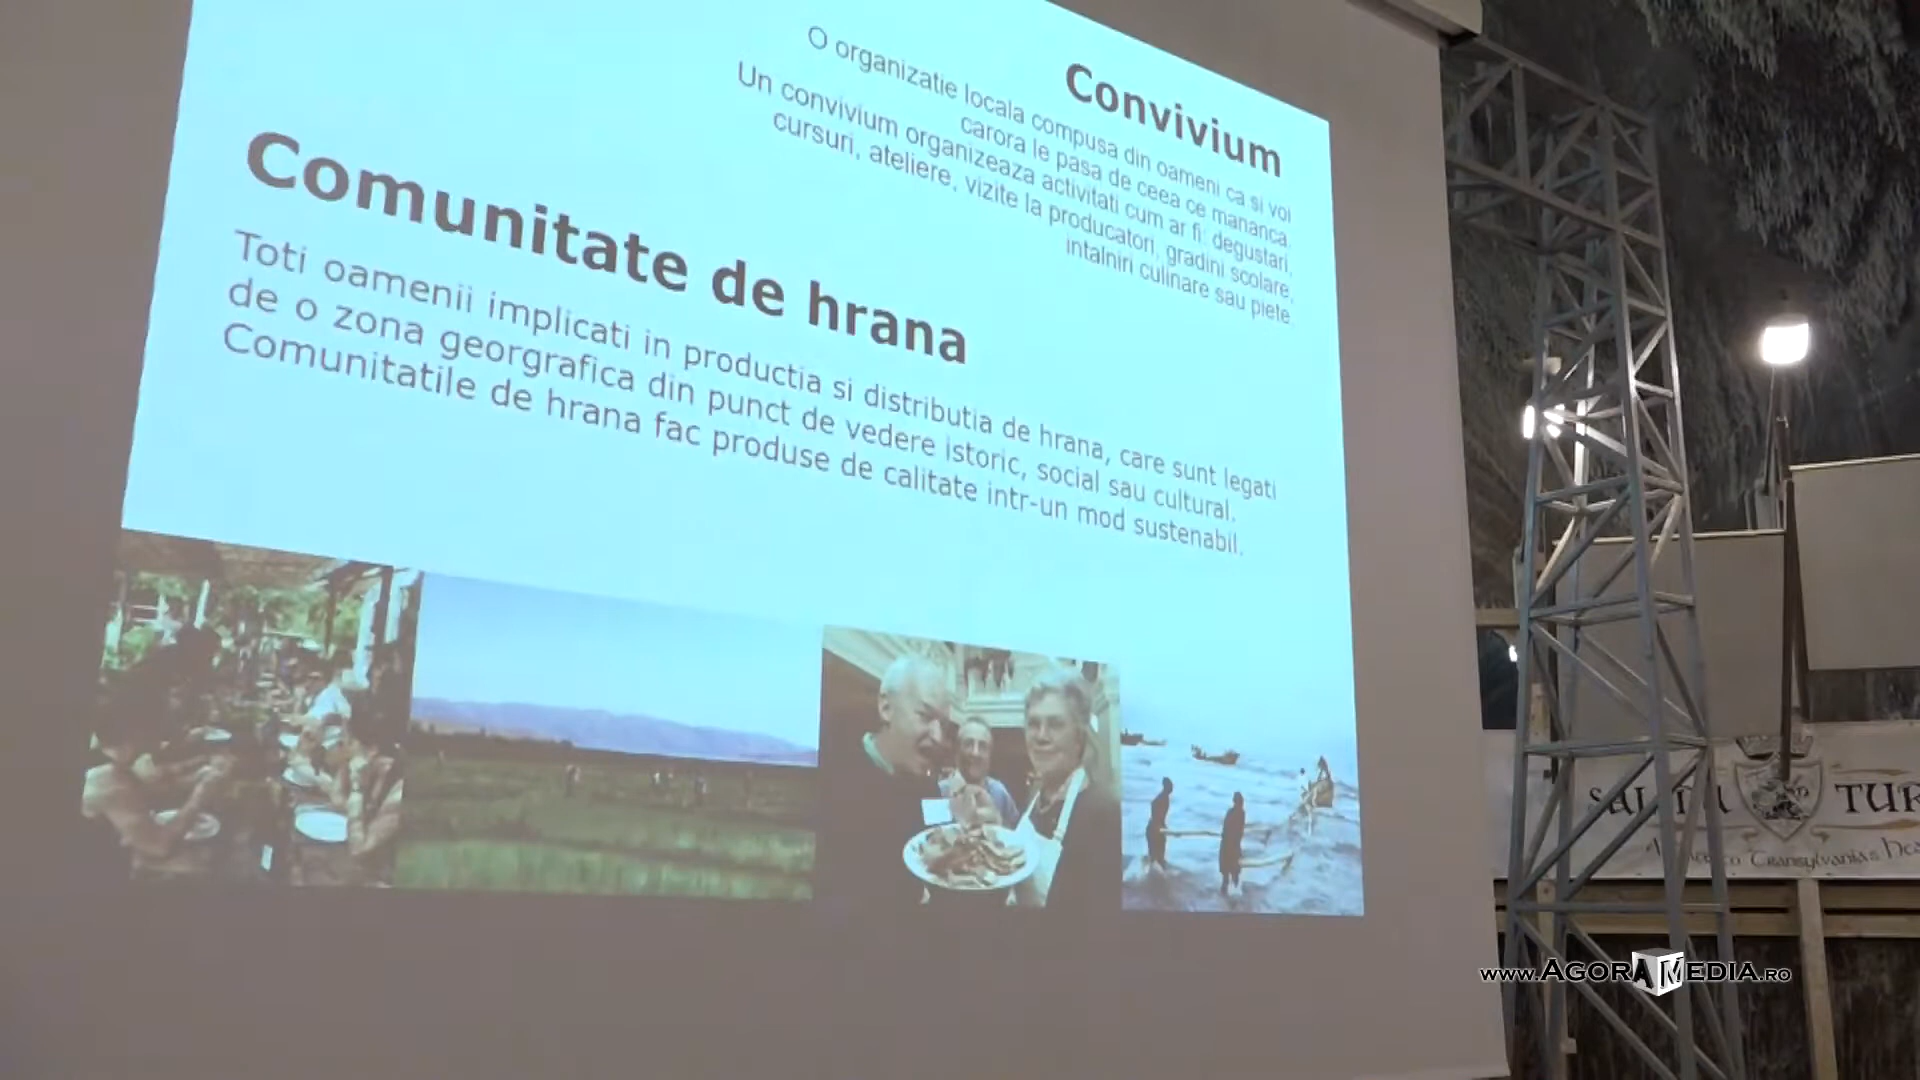 Convivium
O organizatie locala compusa din oameni ca si voi
carora le pasa de ceea ce mananca.
Un convivium organizeaza activitati cum ar fi: degustari,
cursuri, ateliere, vizite la producatori, gradini scolare,
intalniri culinare sau piete.
Comunitate de hrana
Toti oamenii implicati in productia si distributia de hrana, care sunt legati
de o zona georgrafica din punct de vedere istoric, social sau cultural.
Comunitatile de hrana fac produse de calitate intr-un mod sustenabil.
TUR
Transylvania's
www.AGORAMEDIA.RO